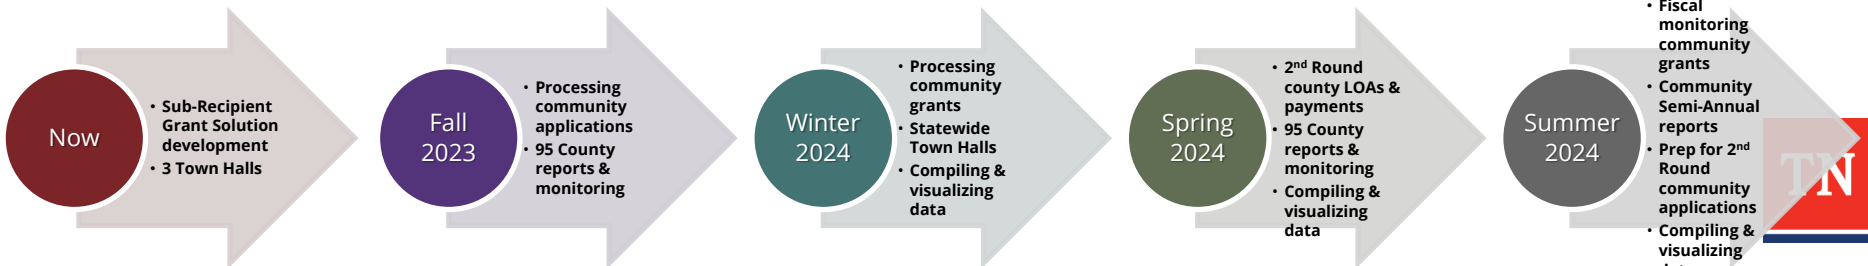 Now
• Sub-Recipient
Grant Solution
development
• 3 Town Halls
Fall
2023
• Processing
community
applications
• 95 County
reports &
monitoring
Winter
2024
• Processing
community
grants
• Statewide
Town Halls
• Compiling &
visualizing
data
Spring
2024
• 2nd Round
county LOAs &
payments
• 95 County
reports &
monitoring
• Compiling &
visualizing
data
Summer
2024
• Fiscal
monitoring
community
grants
• Community
Semi-Annual
reports
• Prep for 2nd
Round
community
applications
• Compiling &
visualizing
TN